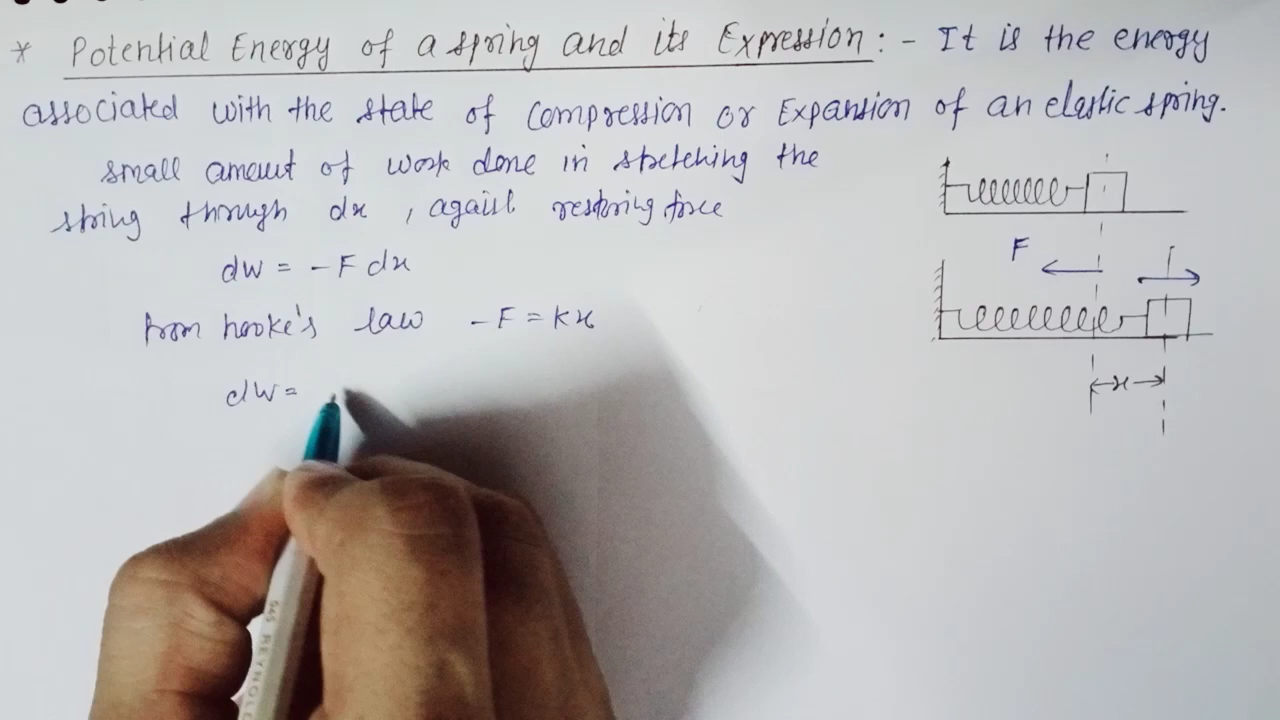 * Potential Energy of a spring and its Expression : - It is the energy
associated with the state of compression or Expansion of an elastic spring.
small amount of work done in stretching the
string through dx , against restoring force
dW = -F dx
From hooke's law -F = kx
dW =
F
x
045 REYNOL